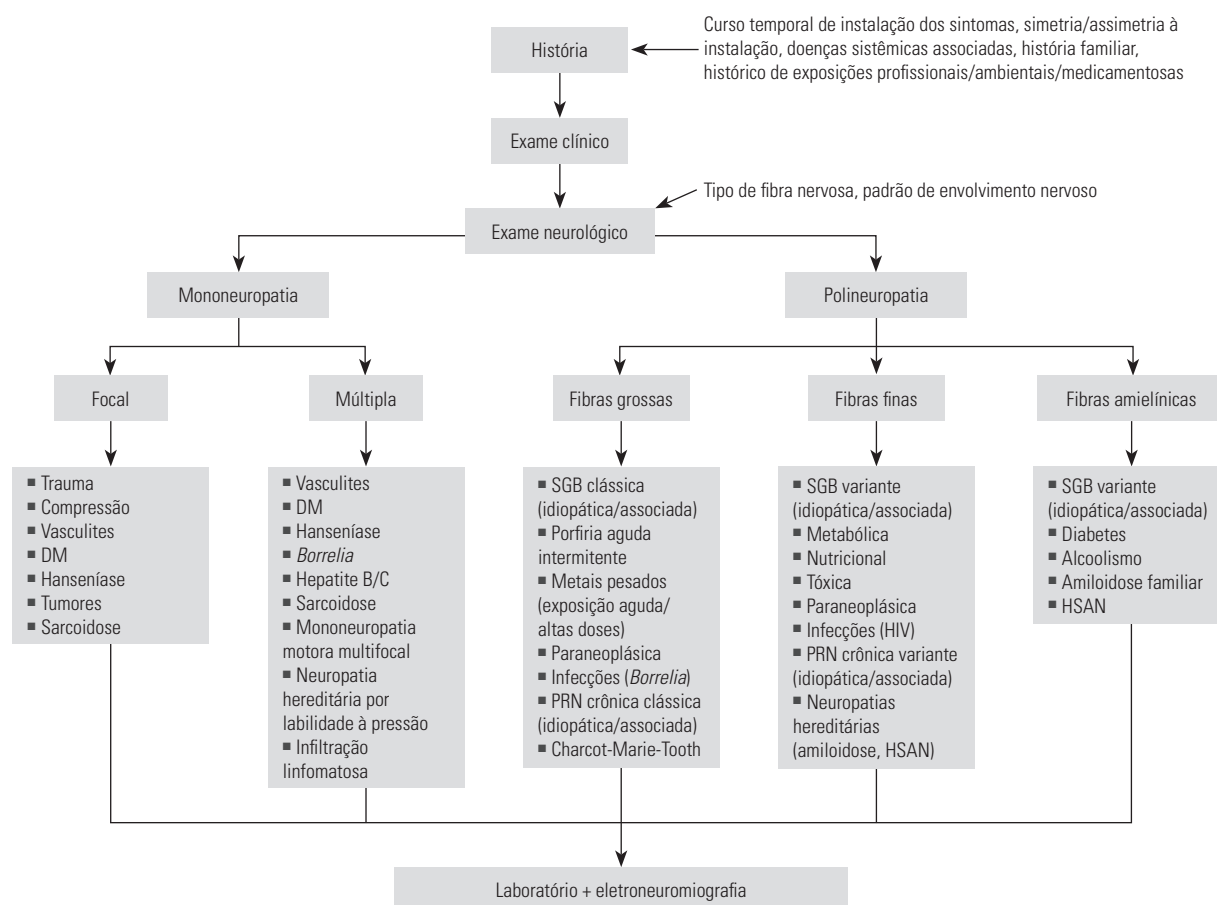 Curso temporal de instalação dos sintomas, simetria/assimetria à
instalação, doenças sistêmicas associadas, história familiar,
histórico de exposições profissionais/ambientais/medicamentosas
História
Exame clínico
Tipo de fibra nervosa, padrão de envolvimento nervoso
Exame neurológico
Mononeuropatia
Polineuropatia
Focal
Múltipla
Fibras grossas
Fibras finas
Fibras amielínicas
■ Trauma
■ Compressão
■ Vasculites
■ DM
■ Hanseníase
■ Tumores
■ Sarcoidose
■ Vasculites
■ DM
■ Hanseníase
■ Borrelia
■ Hepatite B/C
■ Sarcoidose
■ Mononeuropatia
motora multifocal
■ Neuropatia
hereditária por
labilidade à pressão
■ Infiltração
linfomatosa
■ SGB clássica
(idiopática/associada)
■ Porfiria aguda
intermitente
■ Metais pesados
(exposição aguda/
altas doses)
■ Paraneoplásica
■ Infecções (Borrelia)
■ PRN crônica clássica
(idiopática/associada)
■ Charcot-Marie-Tooth
■ SGB variante
(idiopática/associada)
■ Metabólica
■ Nutricional
■ Tóxica
■ Paraneoplásica
■ Infecções (HIV)
■ PRN crônica variante
(idiopática/associada)
■ Neuropatias
hereditárias
(amiloidose, HSAN)
■ SGB variante
(idiopática/associada)
■ Diabetes
■ Alcoolismo
■ Amiloidose familiar
■ HSAN
Laboratório + eletroneuromiografia